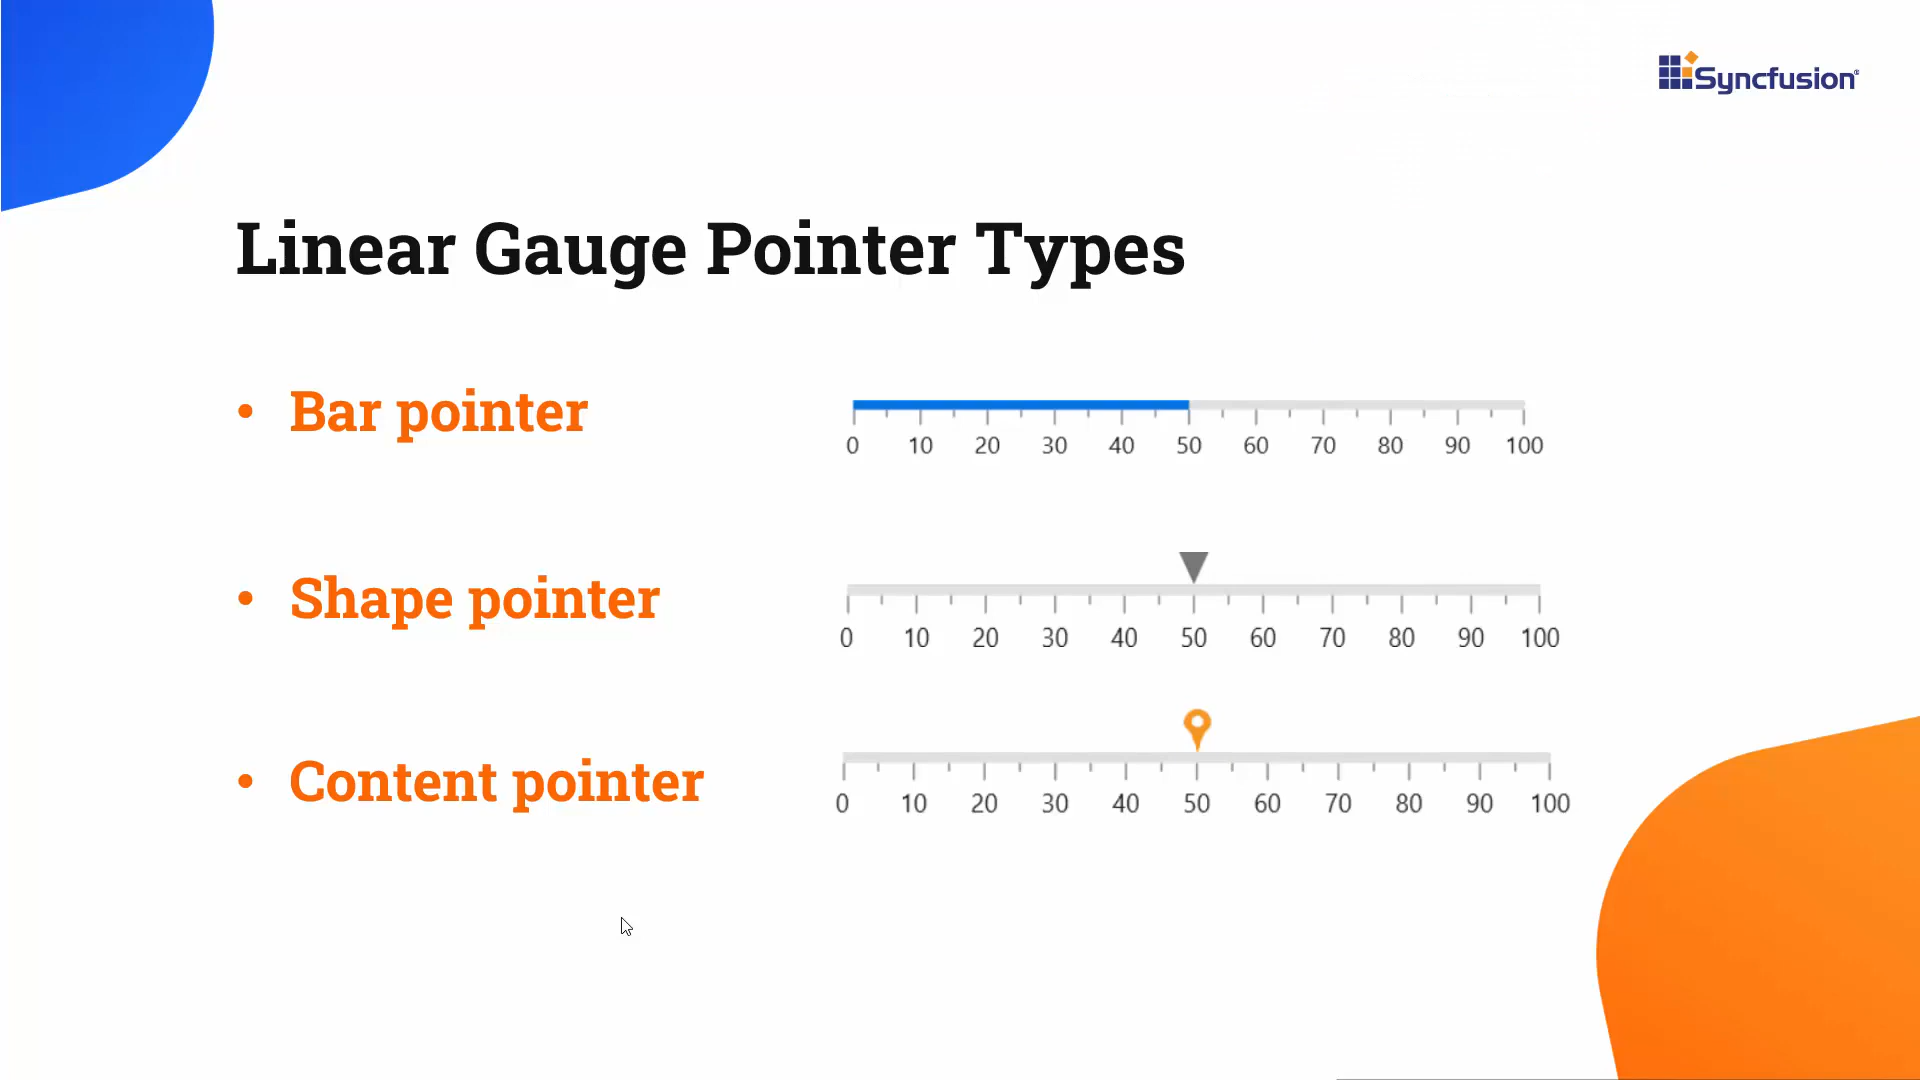 Syncfusion®
Linear Gauge Pointer Types
• Bar pointer
0 10 20 30 40 50 60 70 80 90 100
• Shape pointer
0 10 20 30 40 50 60 70 80 90 100
• Content pointer
0 10 20 30 40 50 60 70 80 90 100